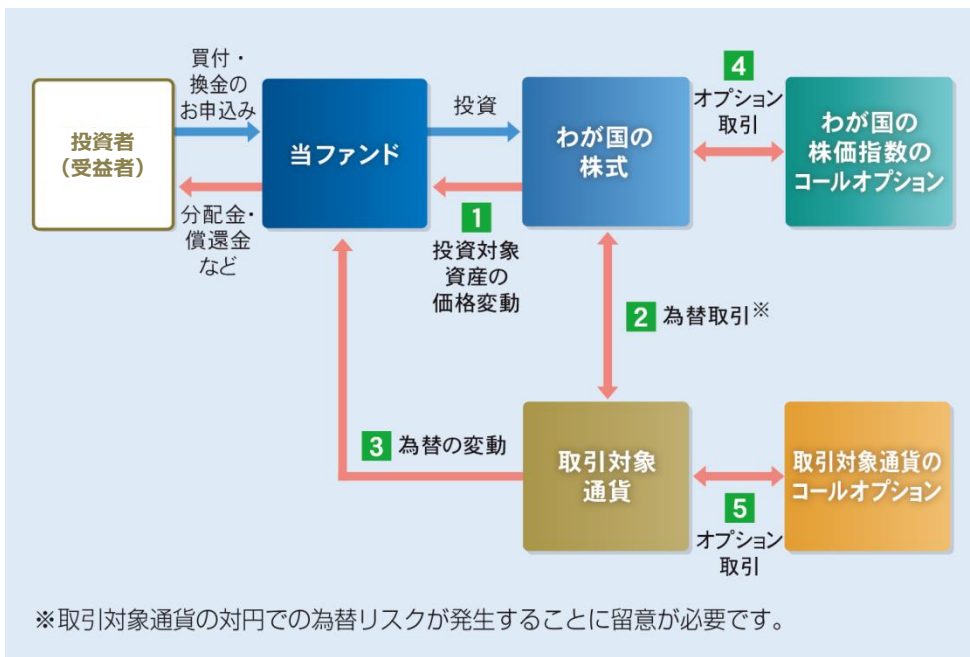 買付・
換金の
お申込み
投資者
（受益者）
分配金・
償還金
など
当ファンド
投資
1
投資対象
資産の
価格変動
わが国の
株式
4
オプション
取引
わが国の
株価指数の
コールオプション
2 為替取引※
3 為替の変動
取引対象
通貨
5
オプション
取引
取引対象通貨の
コールオプション
※取引対象通貨の対円での為替リスクが発生することに留意が必要です。